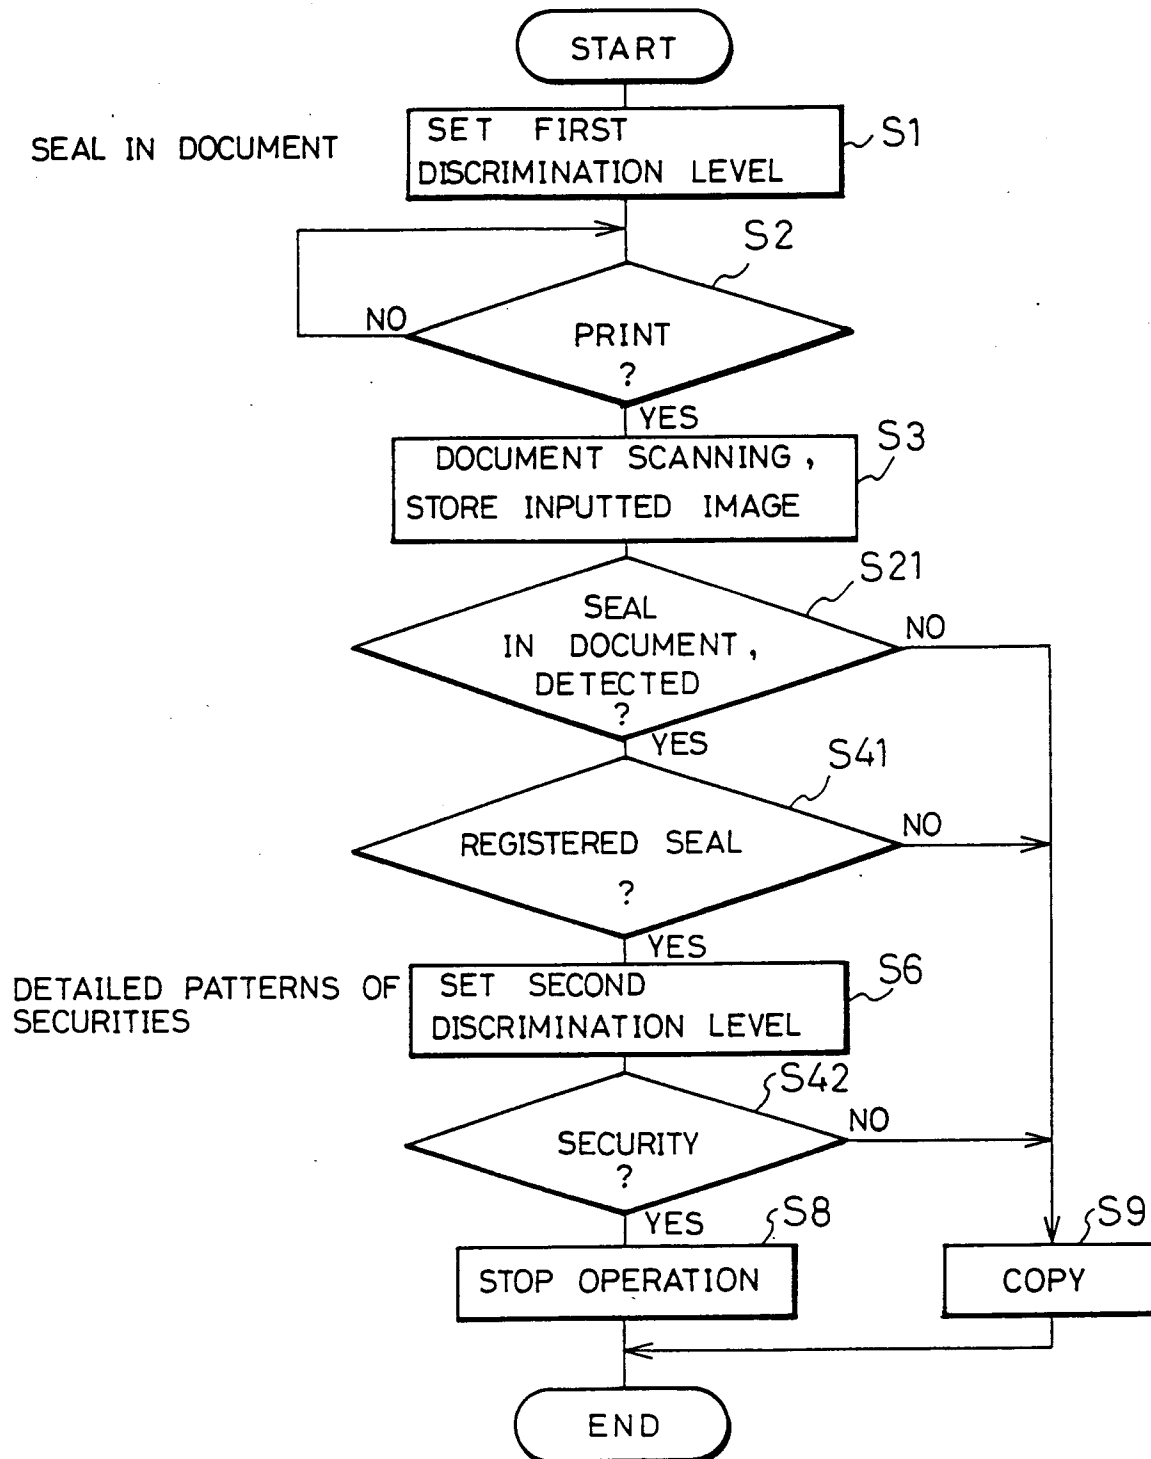 START
SEAL IN DOCUMENT
SET FIRST
DISCRIMINATION LEVEL
S1
S2
NO
PRINT
?
YES
S3
DOCUMENT SCANNING,
STORE INPUTTED IMAGE
S21
SEAL
IN DOCUMENT,
DETECTED
?
NO
YES
S41
REGISTERED SEAL
?
NO
YES
DETAILED PATTERNS OF
SECURITIES
SET SECOND
DISCRIMINATION LEVEL
S6
S42
SECURITY
?
NO
YES
S8
STOP OPERATION
S9
COPY
END